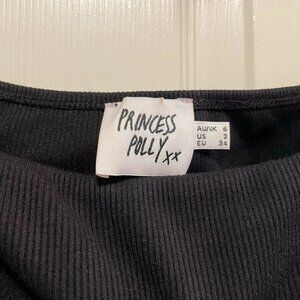 PRINCESS
POLLY xx
AU/UK 6
US 2
EU 34